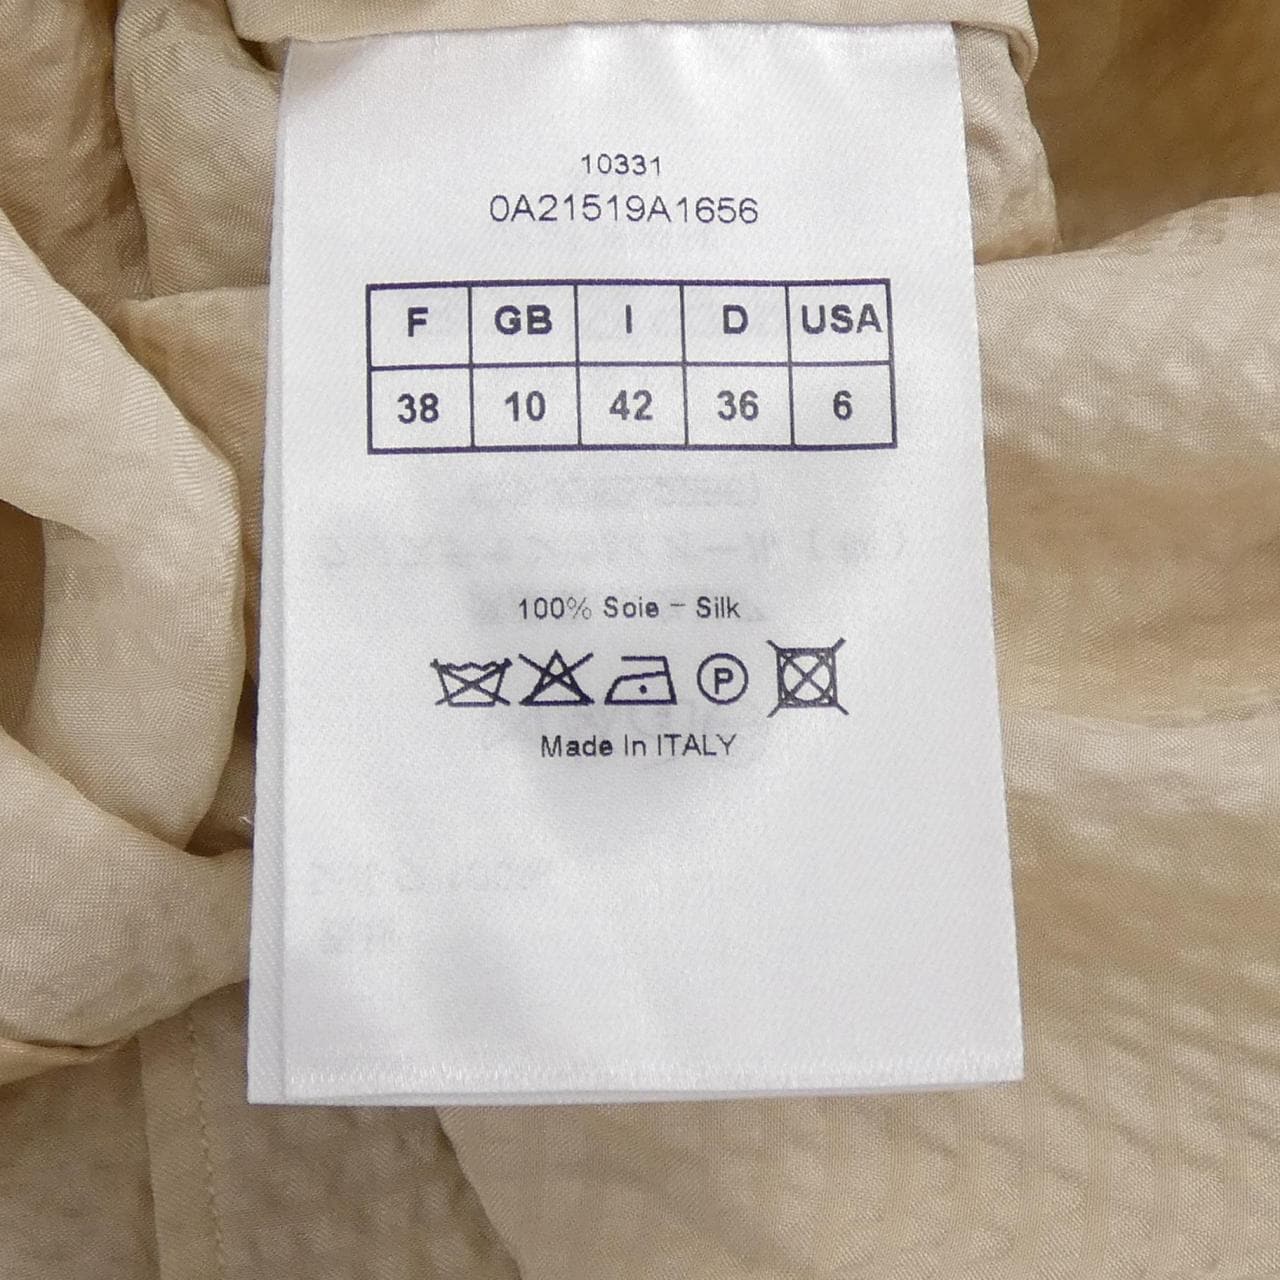 10331
0A21519A1656
F GB I D USA
38 10 42 36 6
100% Soie - Silk
P
Made In ITALY